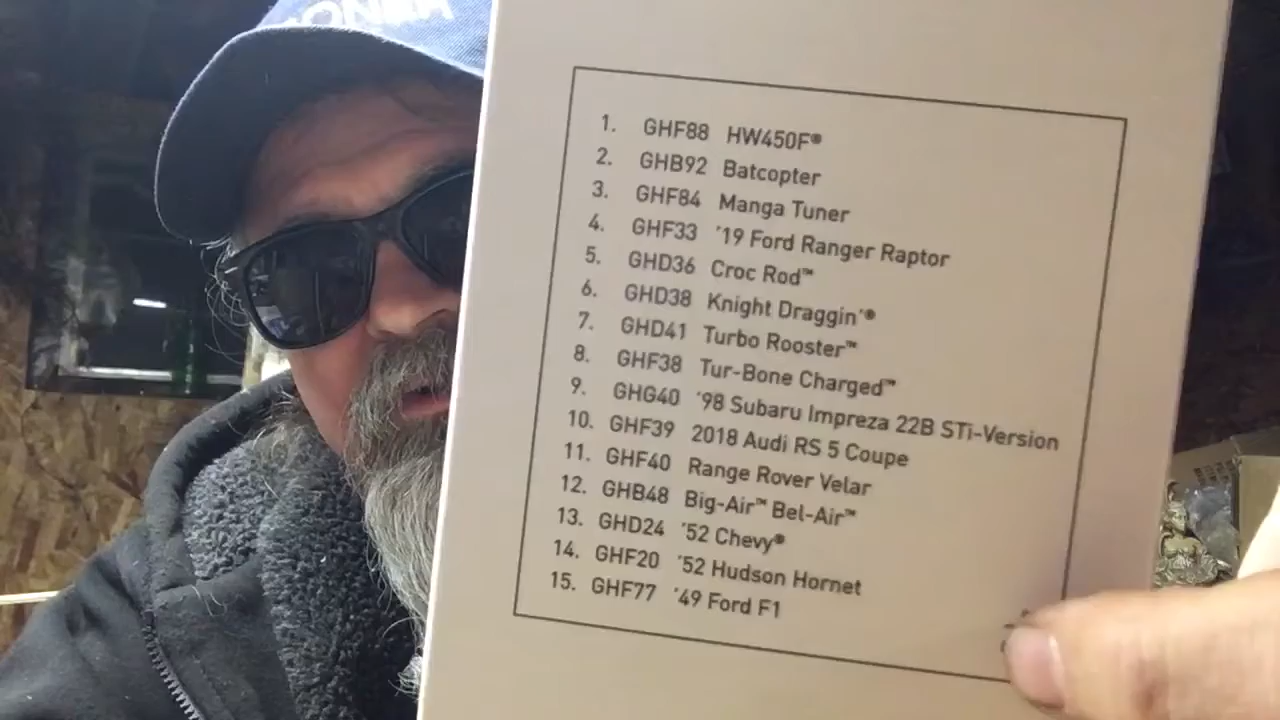 1. GHF88 HW450F®
2. GHB92 Batcopter
3. GHF84 Manga Tuner
4. GHF33 '19 Ford Ranger Raptor
5. GHD36 Croc Rod™
6. GHD38 Knight Draggin'®
7. GHD41 Turbo Rooster™
8. GHF38 Tur-Bone Charged™
9. GHG40 '98 Subaru Impreza 22B STi-Version
10. GHF39 2018 Audi RS 5 Coupe
11. GHF40 Range Rover Velar
12. GHB48 Big-Air™ Bel-Air™
13. GHD24 '52 Chevy®
14. GHF20 '52 Hudson Hornet
15. GHF77 '49 Ford F1